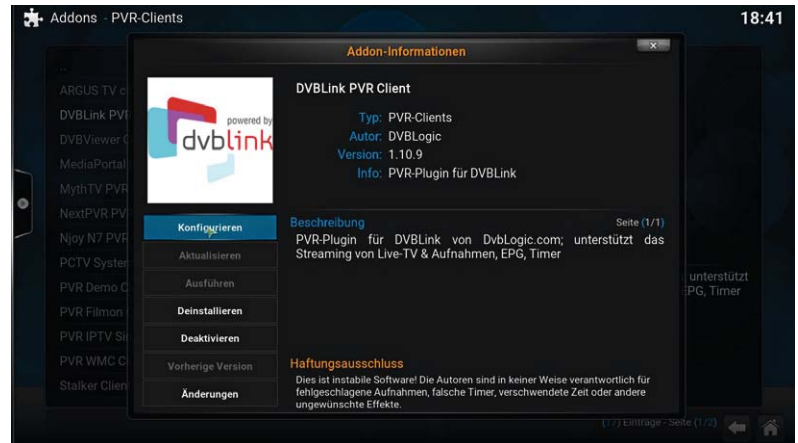 Addons - PVR-Clients
18:41
Addon-Informationen
..
ARGUS TV c
DVBLink PVR
DVBViewer C
MediaPortal
MythTV PVR
NextPVR PV
Njoy N7 PVR
PCTV System
PVR Demo C
PVR Filmon
PVR IPTV Sim
PVR WMC C
Stalker Clien
powered by
dvblink
Konfigurieren
Aktualisieren
Ausführen
Deinstallieren
Deaktivieren
Vorherige Version
Änderungen
DVBLink PVR Client
Typ: PVR-Clients
Autor: DVBLogic
Version: 1.10.9
Info: PVR-Plugin für DVBLink
Beschreibung
Seite (1/1)
PVR-Plugin für DVBLink von DvbLogic.com; unterstützt das
Streaming von Live-TV & Aufnahmen, EPG, Timer
Haftungsausschluss
Dies ist instabile Software! Die Autoren sind in keiner Weise verantwortlich für
fehlgeschlagene Aufnahmen, falsche Timer, verschwendete Zeit oder andere
ungewünschte Effekte.
unterstützt
EPG, Timer
(17) Einträge - Seite (1/2)